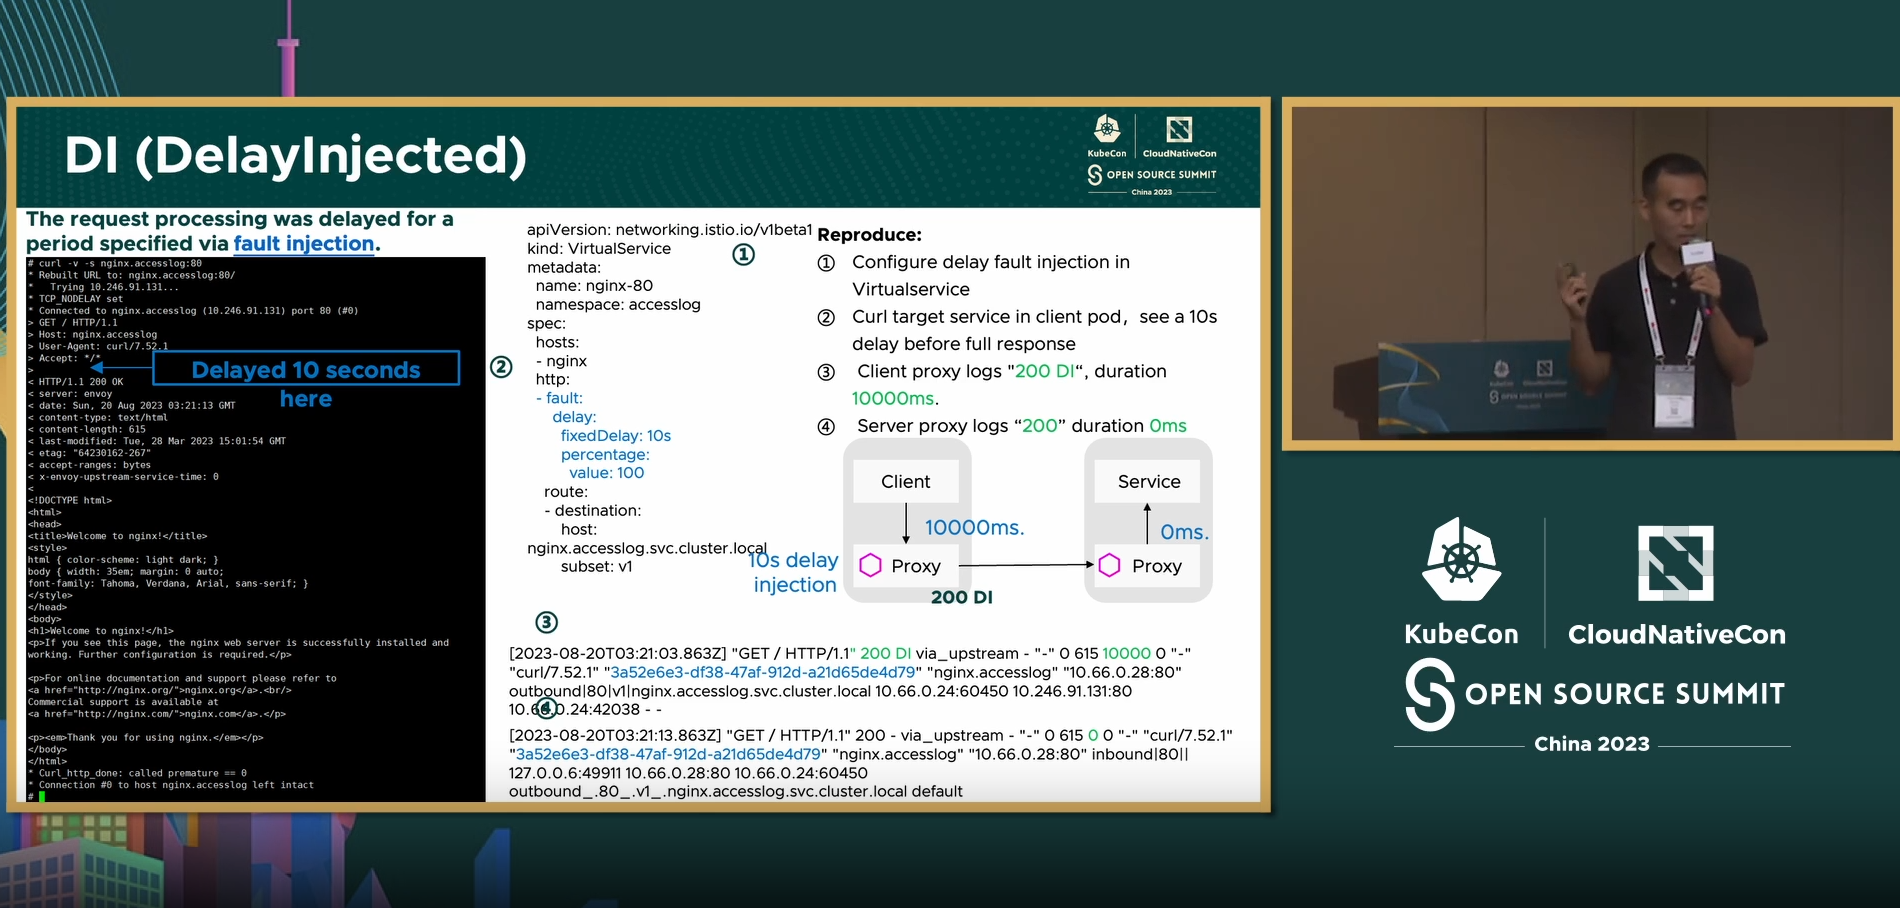 DI (DelayInjected)
KubeCon
CloudNativeCon
OPEN SOURCE SUMMIT
China 2023
The request processing was delayed for a
period specified via fault injection.
# curl -v -s nginx.accesslog:80
* Rebuilt URL to: nginx.accesslog:80/
*   Trying 10.246.91.131...
* TCP_NODELAY set
* Connected to nginx.accesslog (10.246.91.131) port 80 (#0)
> GET / HTTP/1.1
> Host: nginx.accesslog
> User-Agent: curl/7.52.1
> Accept: */*
>
< HTTP/1.1 200 OK
< server: envoy
< date: Sun, 20 Aug 2023 03:21:13 GMT
< content-type: text/html
< content-length: 615
< last-modified: Tue, 28 Mar 2023 15:01:54 GMT
< etag: "64230162-267"
< accept-ranges: bytes
< x-envoy-upstream-service-time: 0
<
<!DOCTYPE html>
<html>
<head>
<title>Welcome to nginx!</title>
<style>
html { color-scheme: light dark; }
body { width: 35em; margin: 0 auto;
font-family: Tahoma, Verdana, Arial, sans-serif; }
</style>
</head>
<body>
<h1>Welcome to nginx!</h1>
<p>If you see this page, the nginx web server is successfully installed and
working. Further configuration is required.</p>
<p>For online documentation and support please refer to
<a href="http://nginx.org/">nginx.org</a>.<br/>
Commercial support is available at
<a href="http://nginx.com/">nginx.com</a>.</p>
<p><em>Thank you for using nginx.</em></p>
</body>
</html>
* Curl_http_done: called premature == 0
* Connection #0 to host nginx.accesslog left intact
#
Delayed 10 seconds
here
②
apiVersion: networking.istio.io/v1beta1
kind: VirtualService
①
metadata:
name: nginx-80
namespace: accesslog
spec:
hosts:
- nginx
http:
- fault:
delay:
fixedDelay: 10s
percentage:
value: 100
route:
- destination:
host:
nginx.accesslog.svc.cluster.local
subset: v1
Reproduce:
① Configure delay fault injection in
Virtualservice
② Curl target service in client pod，see a 10s
delay before full response
③ Client proxy logs "200 DI“, duration
10000ms.
④ Server proxy logs “200” duration 0ms
Client
Service
10000ms.
0ms.
10s delay
injection
Proxy
Proxy
200 DI
③
[2023-08-20T03:21:03.863Z] "GET / HTTP/1.1" 200 DI via_upstream - "-" 0 615 10000 0 "-"
"curl/7.52.1" "3a52e6e3-df38-47af-912d-a21d65de4d79" "nginx.accesslog" "10.66.0.28:80"
outbound|80|v1|nginx.accesslog.svc.cluster.local 10.66.0.24:60450 10.246.91.131:80
10.66.0.24:42038 - -
④
[2023-08-20T03:21:13.863Z] "GET / HTTP/1.1" 200 - via_upstream - "-" 0 615 0 0 "-" "curl/7.52.1"
"3a52e6e3-df38-47af-912d-a21d65de4d79" "nginx.accesslog" "10.66.0.28:80" inbound|80||
127.0.0.6:49911 10.66.0.28:80 10.66.0.24:60450
outbound_.80_.v1_.nginx.accesslog.svc.cluster.local default
KubeCon
CloudNativeCon
OPEN SOURCE SUMMIT
China 2023